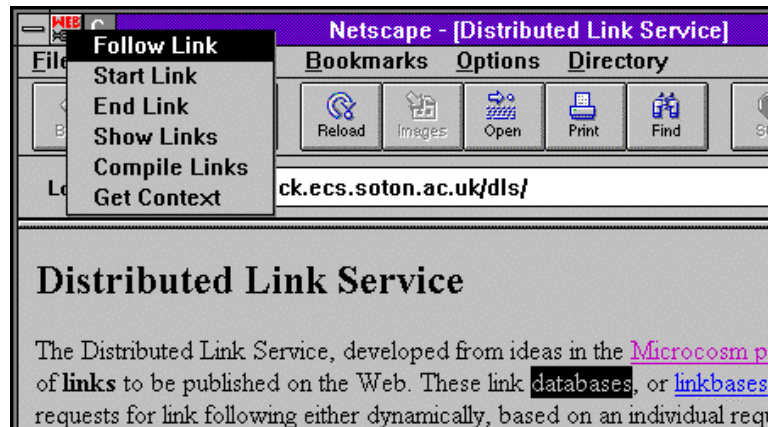 WEB C Netscape - [Distributed Link Service]
File Bookmarks Options Directory
Follow Link
Start Link
End Link
Show Links
Compile Links
Get Context
Reload Images Open Print Find
ck.ecs.soton.ac.uk/dls/
Distributed Link Service
The Distributed Link Service, developed from ideas in the Microcosm p
of links to be published on the Web. These link databases, or linkbases
requests for link following either dynamically, based on an individual requ